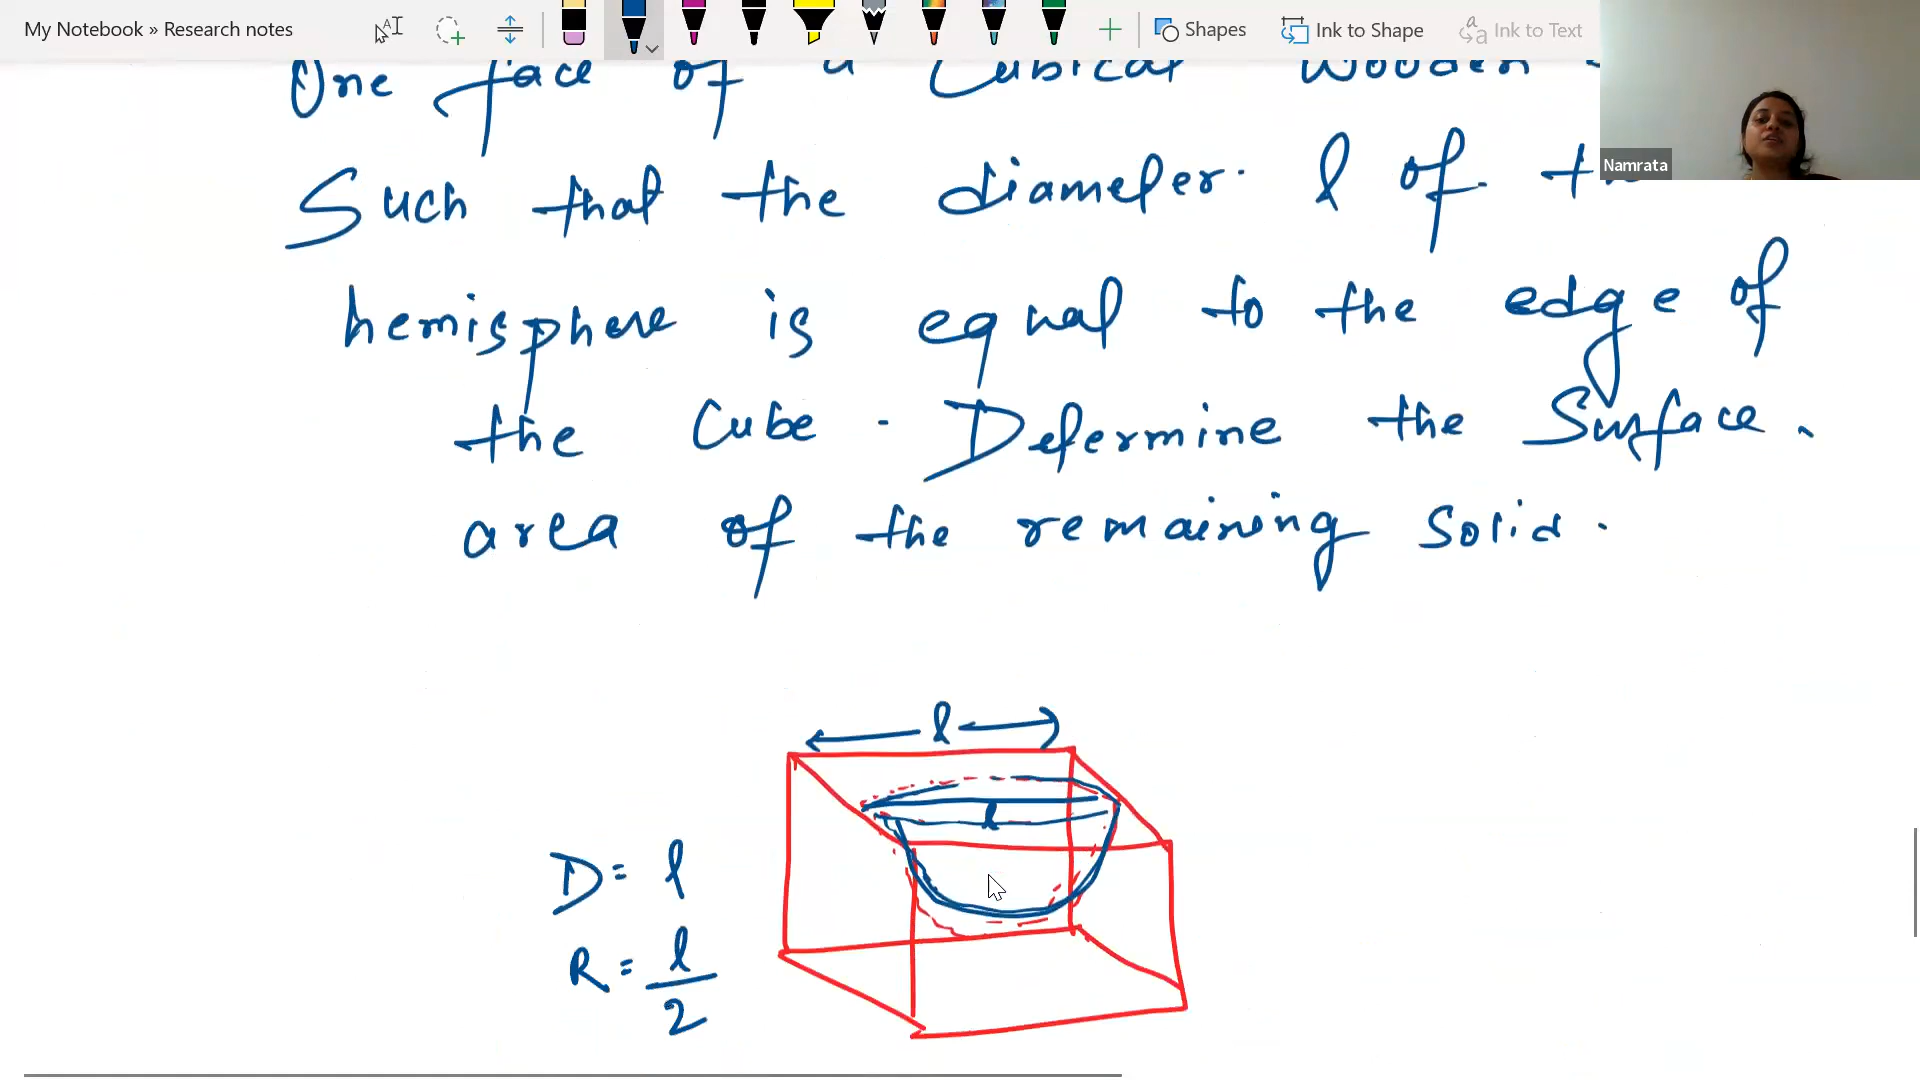 My Notebook » Research notes
Shapes
Ink to Shape
Ink to Text
One face of a Cubical Wooden
Namrata
Such that the diameter l of
hemisphere is equal to the edge of
the Cube. Determine the Surface
area of the remaining solid.
l
l
D = l
R = l/2